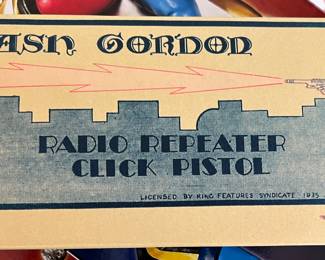 ASH GORDON
RADIO REPEATER
CLICK PISTOL
LICENSED BY KING FEATURES SYNDICATE 1935